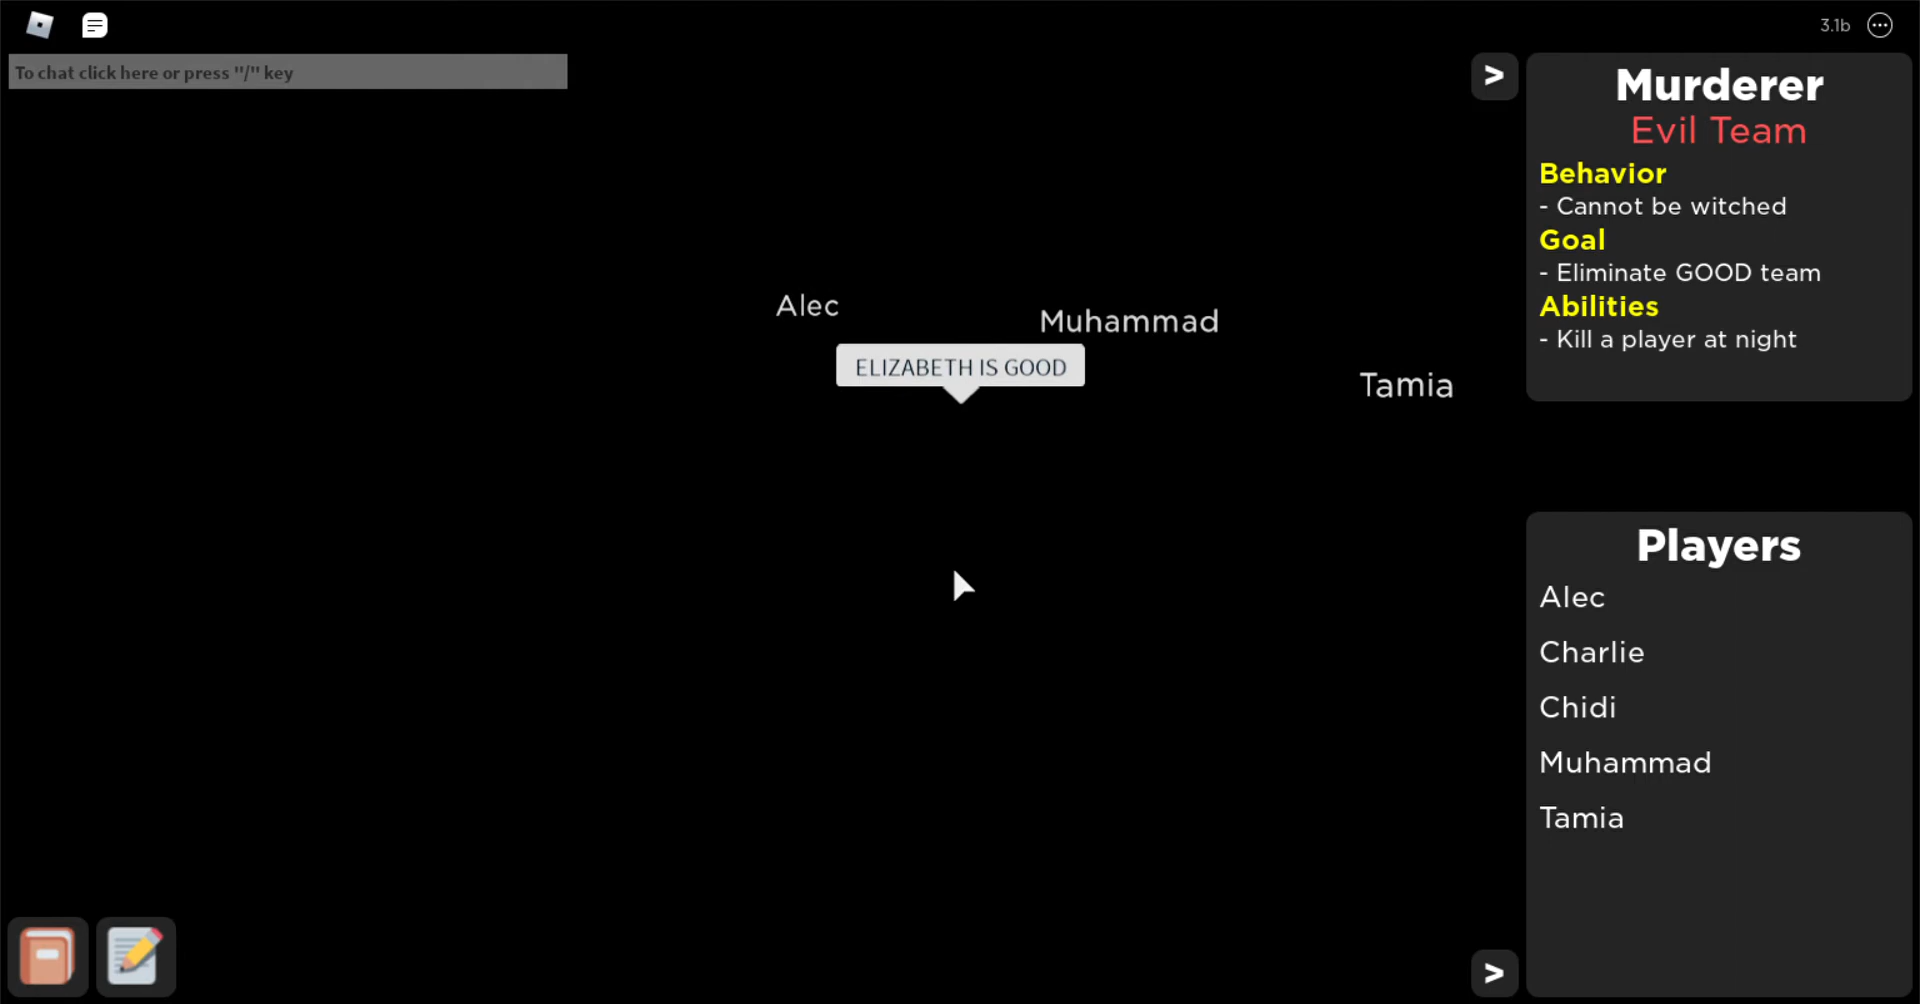 3.1b
To chat click here or press "/" key
>
Murderer
Evil Team
Behavior
- Cannot be witched
Goal
- Eliminate GOOD team
Abilities
- Kill a player at night
Alec
Muhammad
ELIZABETH IS GOOD
Tamia
Players
Alec
Charlie
Chidi
Muhammad
Tamia
>